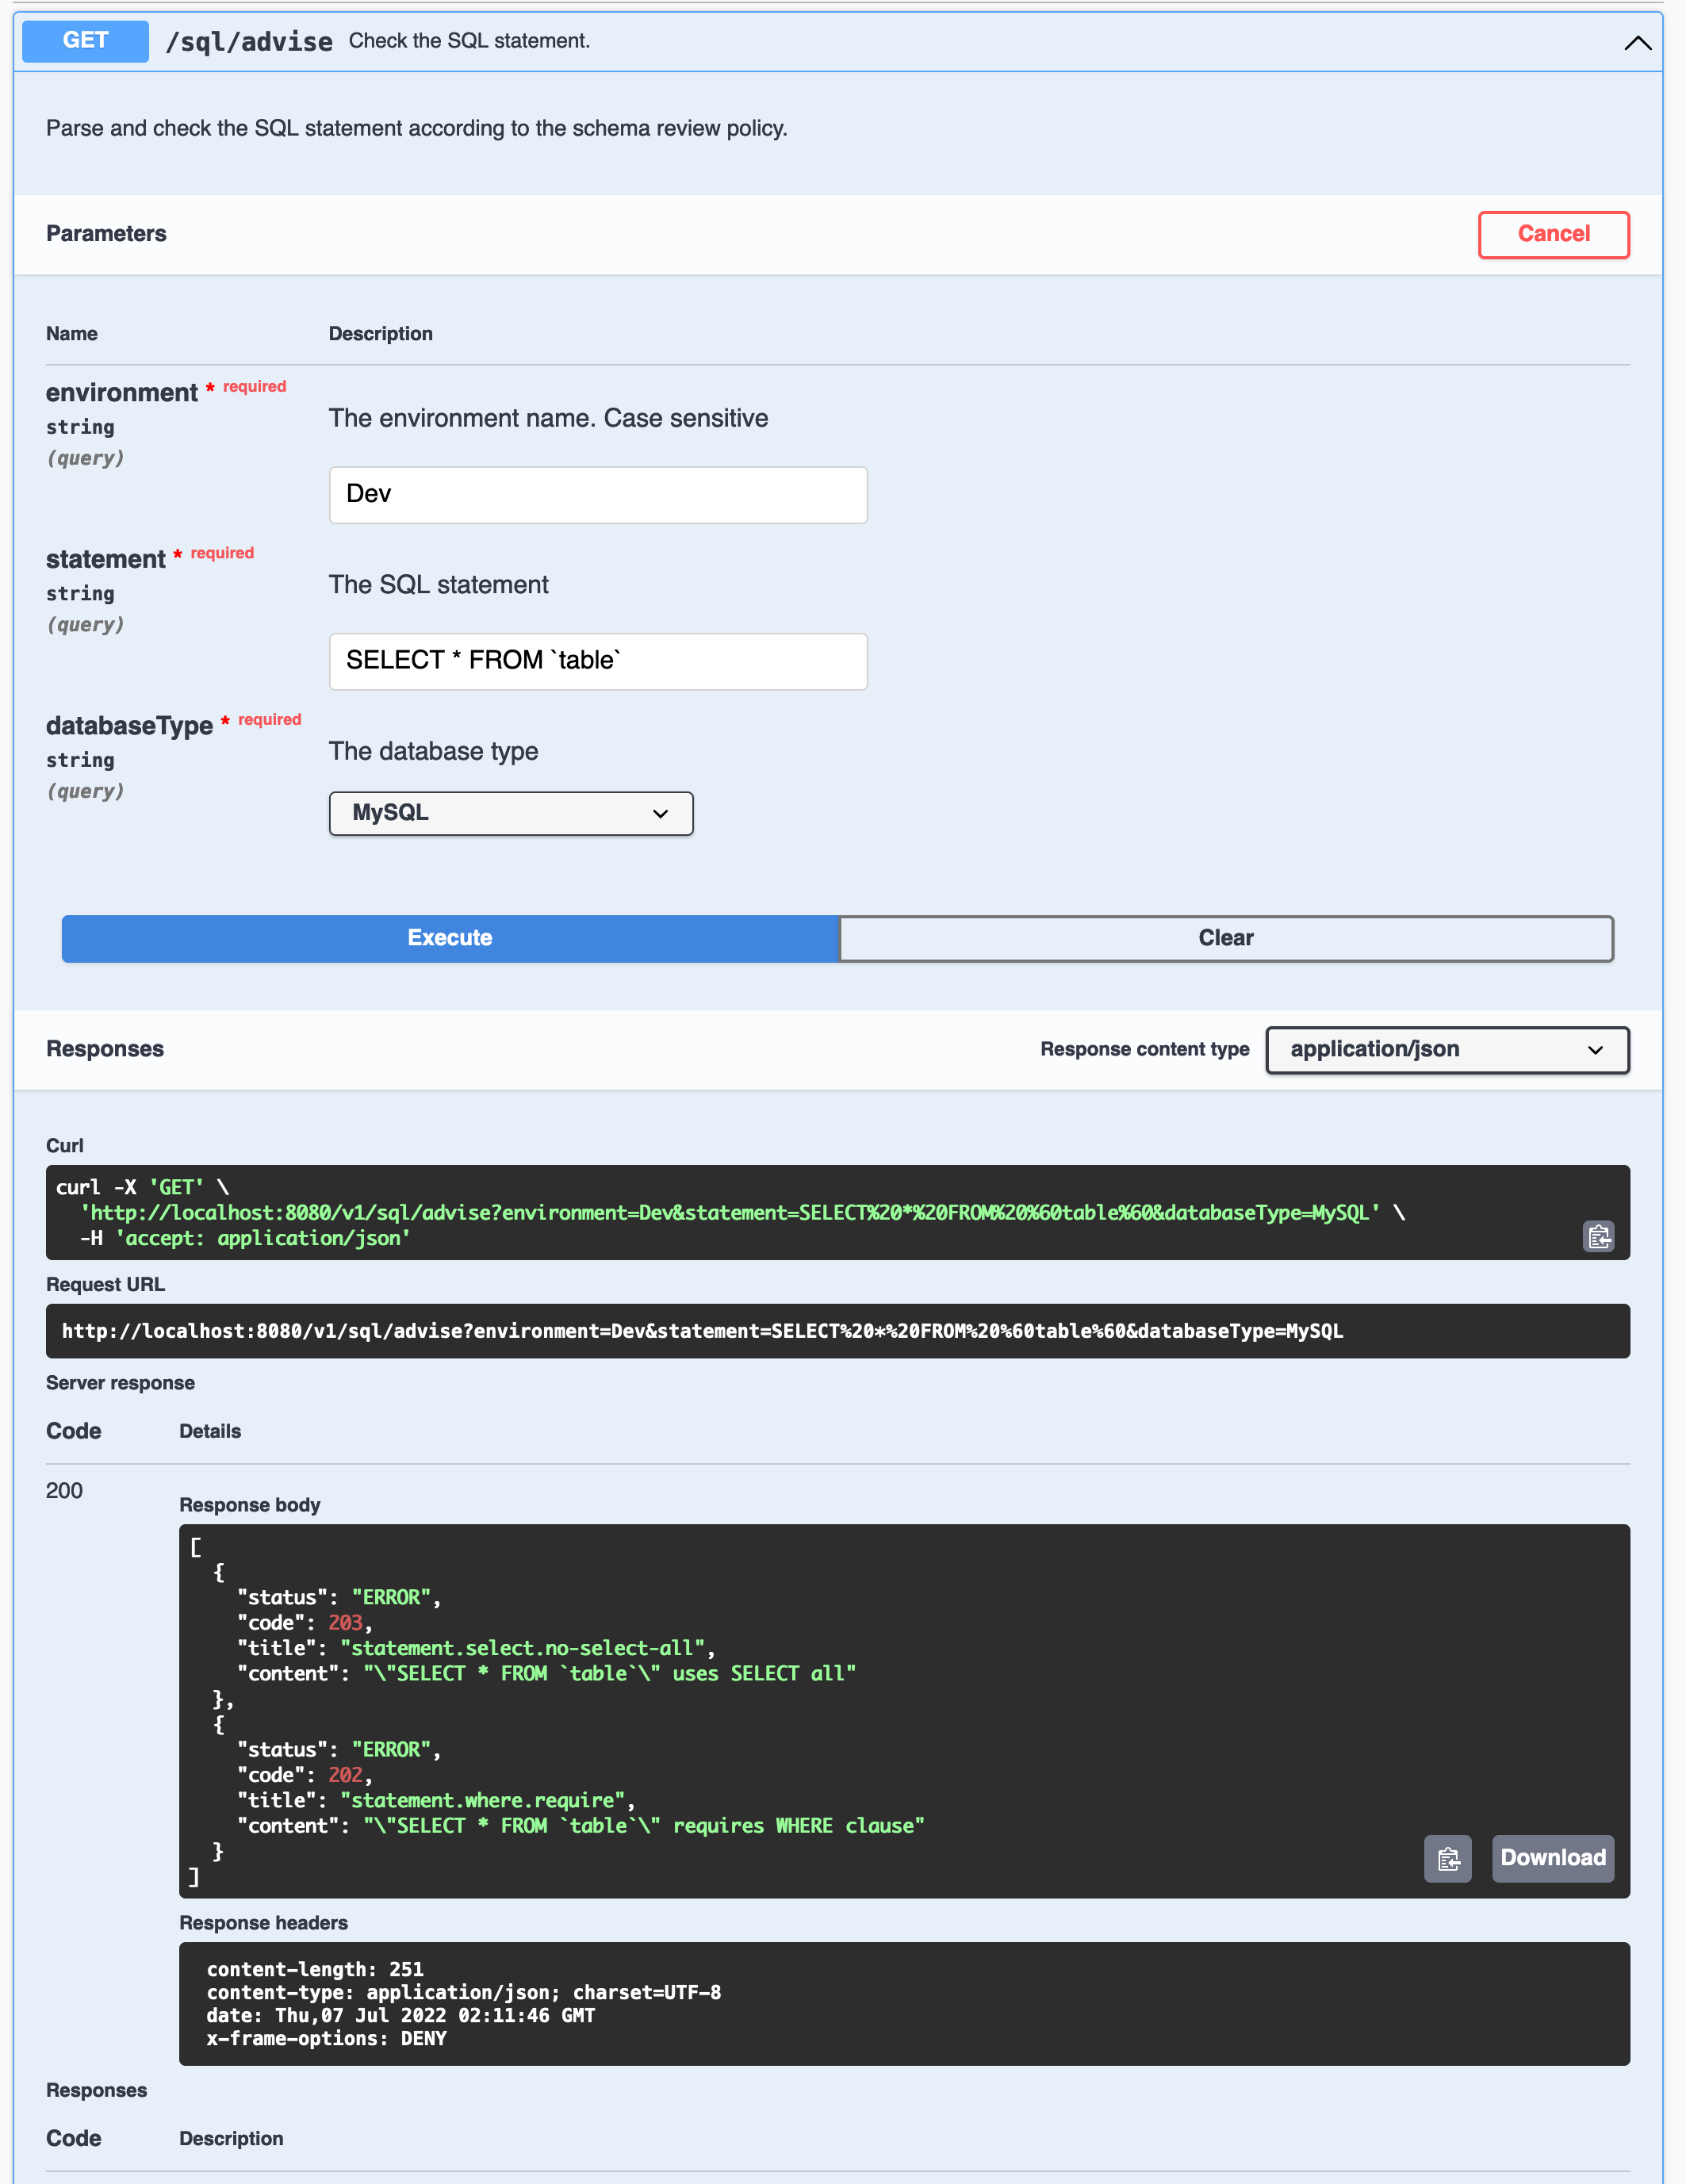 GET /sql/advise Check the SQL statement.
Parse and check the SQL statement according to the schema review policy.
Parameters
Cancel
Name Description
environment * required
string
(query)
The environment name. Case sensitive
Dev
statement * required
string
(query)
The SQL statement
SELECT * FROM `table`
databaseType * required
string
(query)
The database type
MySQL
Execute
Clear
Responses
Response content type
application/json
Curl
curl -X 'GET' \
'http://localhost:8080/v1/sql/advise?environment=Dev&statement=SELECT%20*%20FROM%20%60table%60&databaseType=MySQL' \
-H 'accept: application/json'
Request URL
http://localhost:8080/v1/sql/advise?environment=Dev&statement=SELECT%20*%20FROM%20%60table%60&databaseType=MySQL
Server response
Code Details
200
Response body
[
{
"status": "ERROR",
"code": 203,
"title": "statement.select.no-select-all",
"content": "\"SELECT * FROM `table`\" uses SELECT all"
},
{
"status": "ERROR",
"code": 202,
"title": "statement.where.require",
"content": "\"SELECT * FROM `table`\" requires WHERE clause"
}
]
Download
Response headers
content-length: 251
content-type: application/json; charset=UTF-8
date: Thu,07 Jul 2022 02:11:46 GMT
x-frame-options: DENY
Responses
Code Description